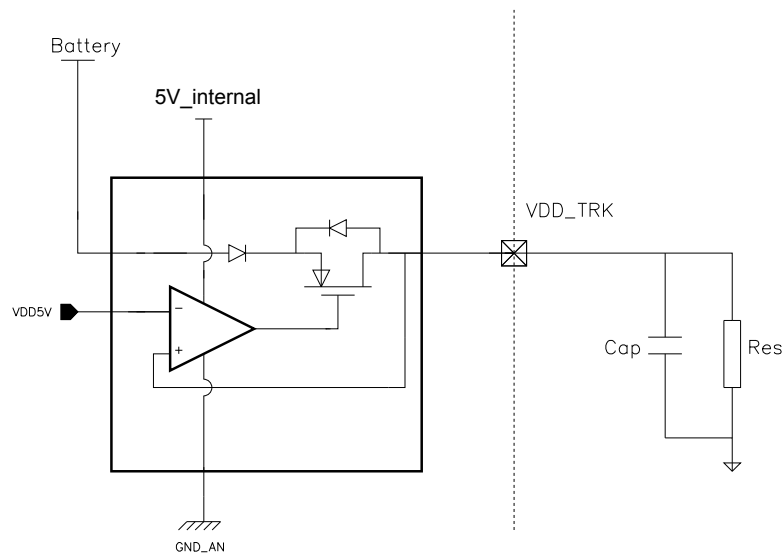 Battery
5V_internal
VDD_TRK
VDD5V
−
+
Cap
Res
GND_AN